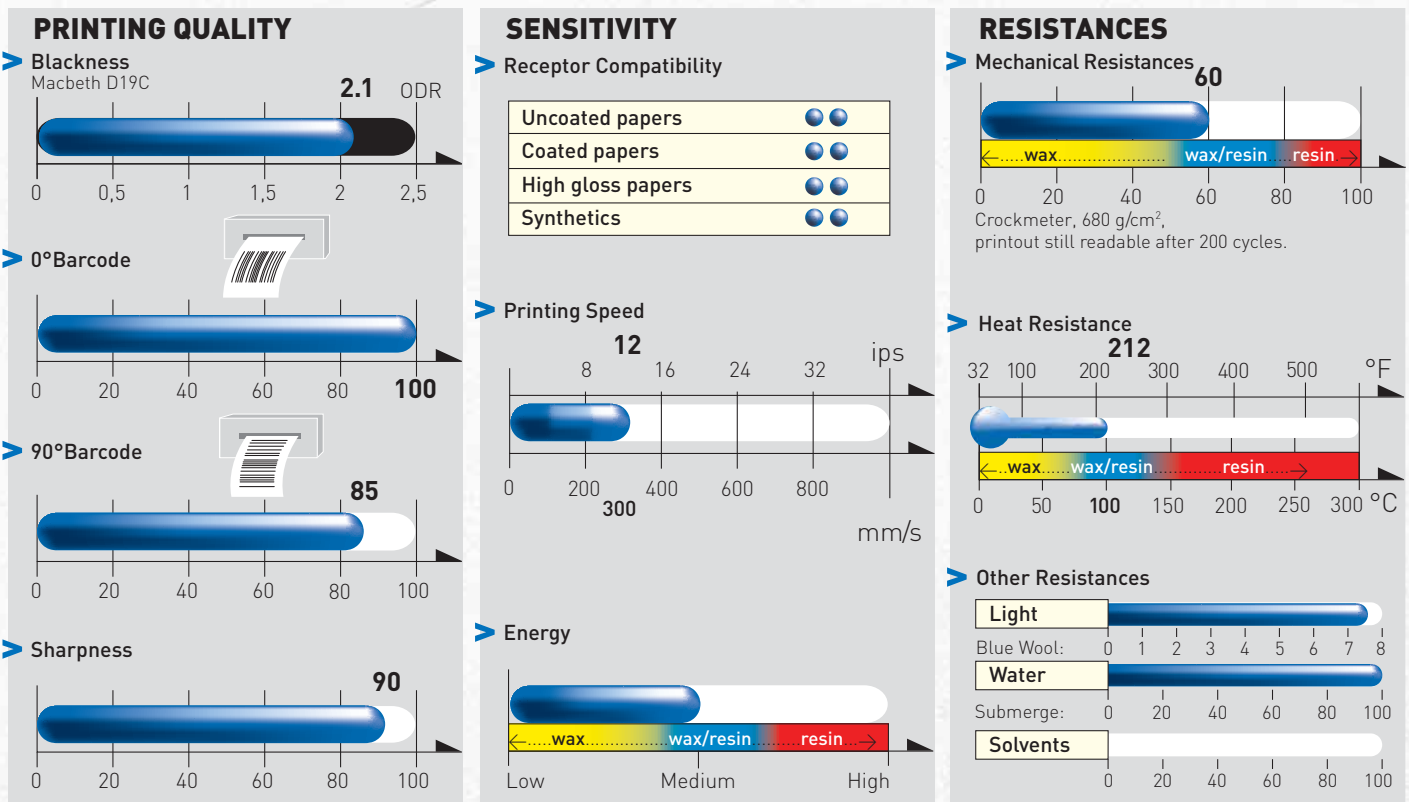 PRINTING QUALITY
> Blackness
Macbeth D19C
2.1 ODR
0 0,5 1 1,5 2 2,5
> 0°Barcode
0 20 40 60 80 100
> 90°Barcode
85
0 20 40 60 80 100
> Sharpness
90
0 20 40 60 80 100
SENSITIVITY
> Receptor Compatibility
Uncoated papers
Coated papers
High gloss papers
Synthetics
> Printing Speed
12 ips
8 16 24 32
0 200 400 600 800
300
mm/s
> Energy
wax wax/resin resin
Low Medium High
RESISTANCES
> Mechanical Resistances
60
wax wax/resin resin
0 20 40 60 80 100
Crockmeter, 680 g/cm²,
printout still readable after 200 cycles.
> Heat Resistance
212
32 100 200 300 400 500 °F
wax wax/resin resin
0 50 100 150 200 250 300 °C
> Other Resistances
Light
Blue Wool: 0 1 2 3 4 5 6 7 8
Water
Submerge: 0 20 40 60 80 100
Solvents
0 20 40 60 80 100